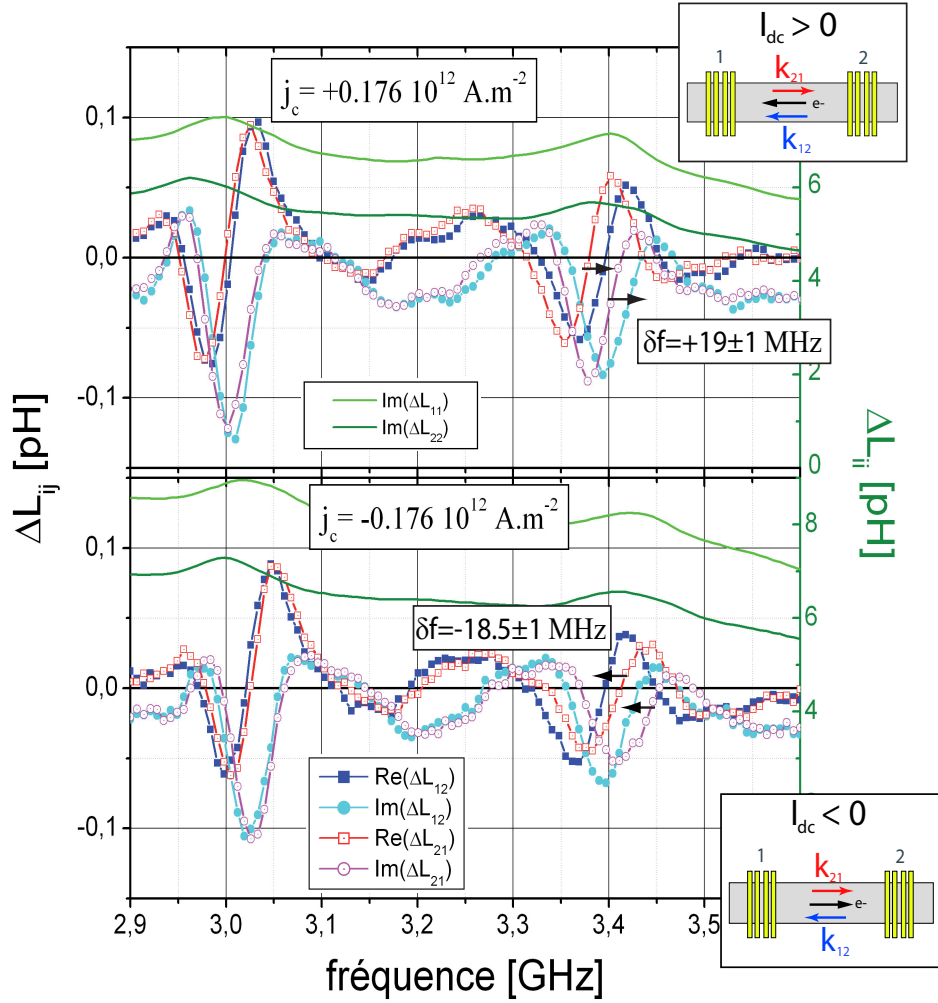 I_dc > 0
1
2
k_21
e-
k_12
j_c = +0.176 10^12 A.m^-2
0,1
0,0
-0,1
6
4
2
0
δf=+19±1 MHz
Im(ΔL_11)
Im(ΔL_22)
ΔL_ij [pH]
ΔL_ii [pH]
j_c = -0.176 10^12 A.m^-2
0,1
0,0
-0,1
8
6
4
δf=-18.5±1 MHz
Re(ΔL_12)
Im(ΔL_12)
Re(ΔL_21)
Im(ΔL_21)
I_dc < 0
1
2
k_21
e-
k_12
2,9
3,0
3,1
3,2
3,3
3,4
3,5
fréquence [GHz]